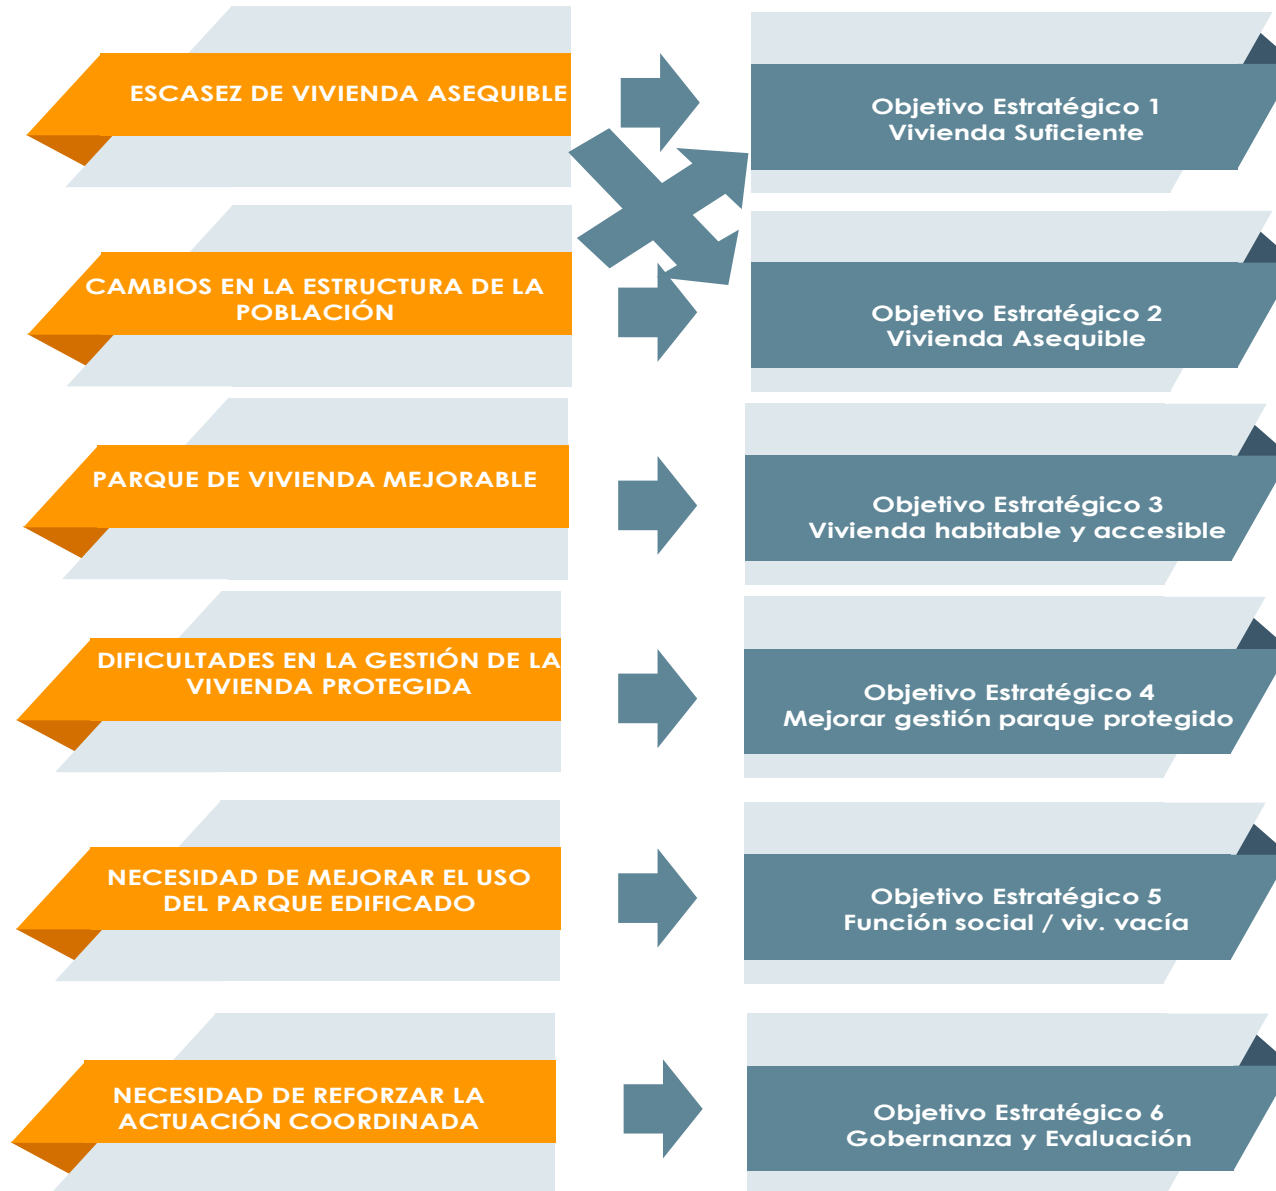 ESCASEZ DE VIVIENDA ASEQUIBLE
Objetivo Estratégico 1
Vivienda Suficiente
CAMBIOS EN LA ESTRUCTURA DE LA
POBLACIÓN
Objetivo Estratégico 2
Vivienda Asequible
PARQUE DE VIVIENDA MEJORABLE
Objetivo Estratégico 3
Vivienda habitable y accesible
DIFICULTADES EN LA GESTIÓN DE LA
VIVIENDA PROTEGIDA
Objetivo Estratégico 4
Mejorar gestión parque protegido
NECESIDAD DE MEJORAR EL USO
DEL PARQUE EDIFICADO
Objetivo Estratégico 5
Función social / viv. vacía
NECESIDAD DE REFORZAR LA
ACTUACIÓN COORDINADA
Objetivo Estratégico 6
Gobernanza y Evaluación